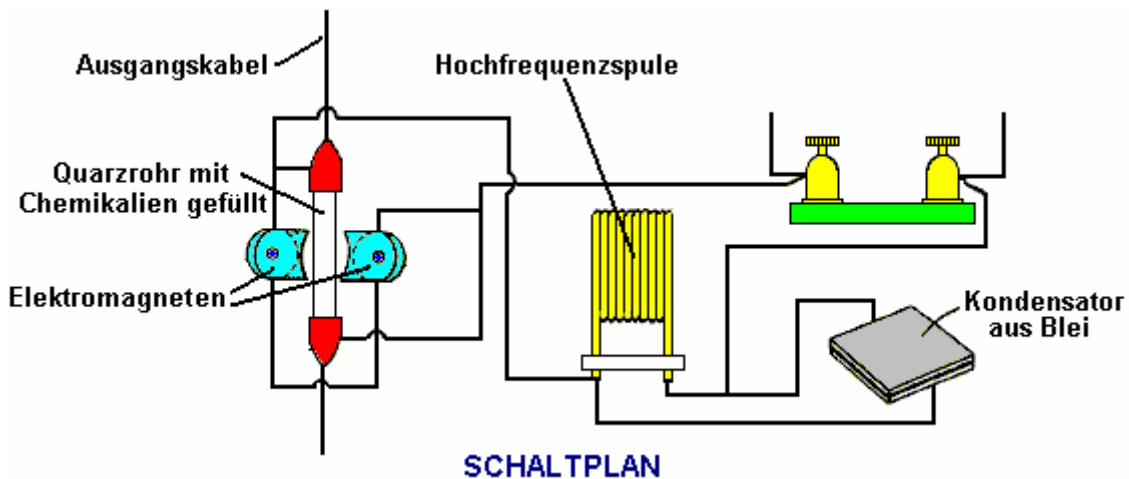 Ausgangskabel
Hochfrequenzspule
Quarzrohr mit
Chemikalien gefüllt
Elektromagneten
Kondensator
aus Blei
SCHALTPLAN